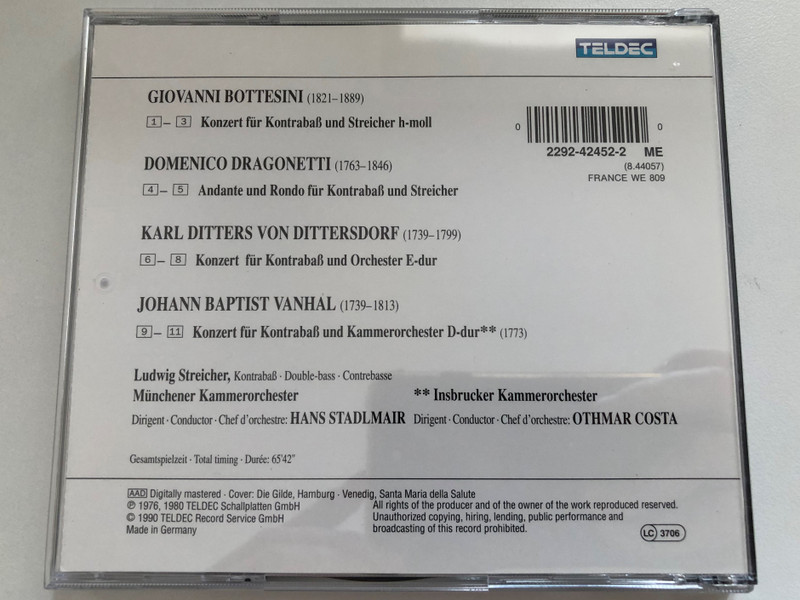 TELDEC
GIOVANNI BOTTESINI (1821–1889)
1 – 3 Konzert für Kontrabaß und Streicher h-moll
0 0
2292-42452-2 ME
(8.44057)
FRANCE WE 809
DOMENICO DRAGONETTI (1763–1846)
4 – 5 Andante und Rondo für Kontrabaß und Streicher
KARL DITTERS VON DITTERSDORF (1739–1799)
6 – 8 Konzert für Kontrabaß und Orchester E-dur
JOHANN BAPTIST VANHAL (1739–1813)
9 – 11 Konzert für Kontrabaß und Kammerorchester D-dur** (1773)
Ludwig Streicher, Kontrabaß · Double-bass · Contrebasse
Münchener Kammerorchester
Dirigent · Conductor · Chef d'orchestre: HANS STADLMAIR
** Insbrucker Kammerorchester
Dirigent · Conductor · Chef d'orchestre: OTHMAR COSTA
Gesamtspielzeit · Total timing · Durée: 65'42"
AAD Digitally mastered · Cover: Die Gilde, Hamburg · Venedig, Santa Maria della Salute
℗ 1976, 1980 TELDEC Schallplatten GmbH
© 1990 TELDEC Record Service GmbH
Made in Germany
All rights of the producer and of the owner of the work reproduced reserved.
Unauthorized copying, hiring, lending, public performance and
broadcasting of this record prohibited.
LC 3706